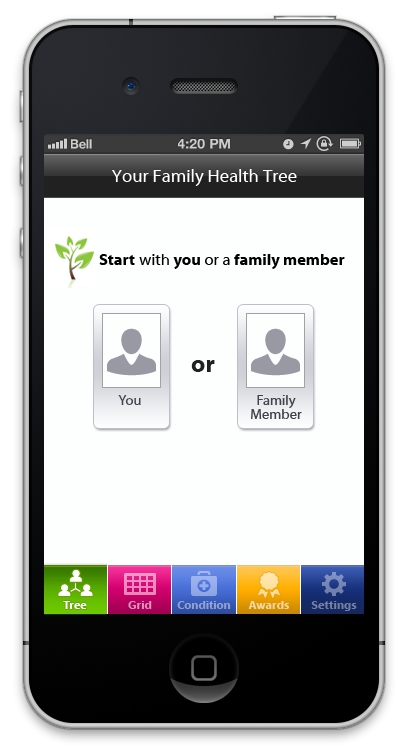 Bell 4:20 PM
Your Family Health Tree
Start with you or a family member
You
or
Family
Member
Tree Grid Condition Awards Settings